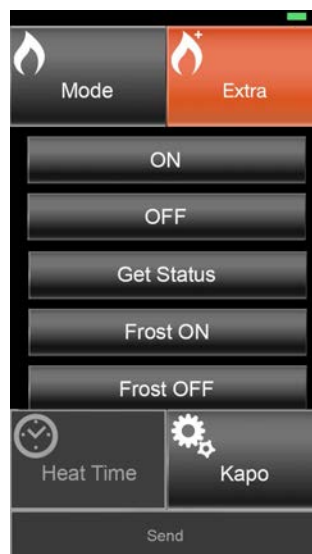 Mode
Extra
ON
OFF
Get Status
Frost ON
Frost OFF
Heat Time
Kapo
Send